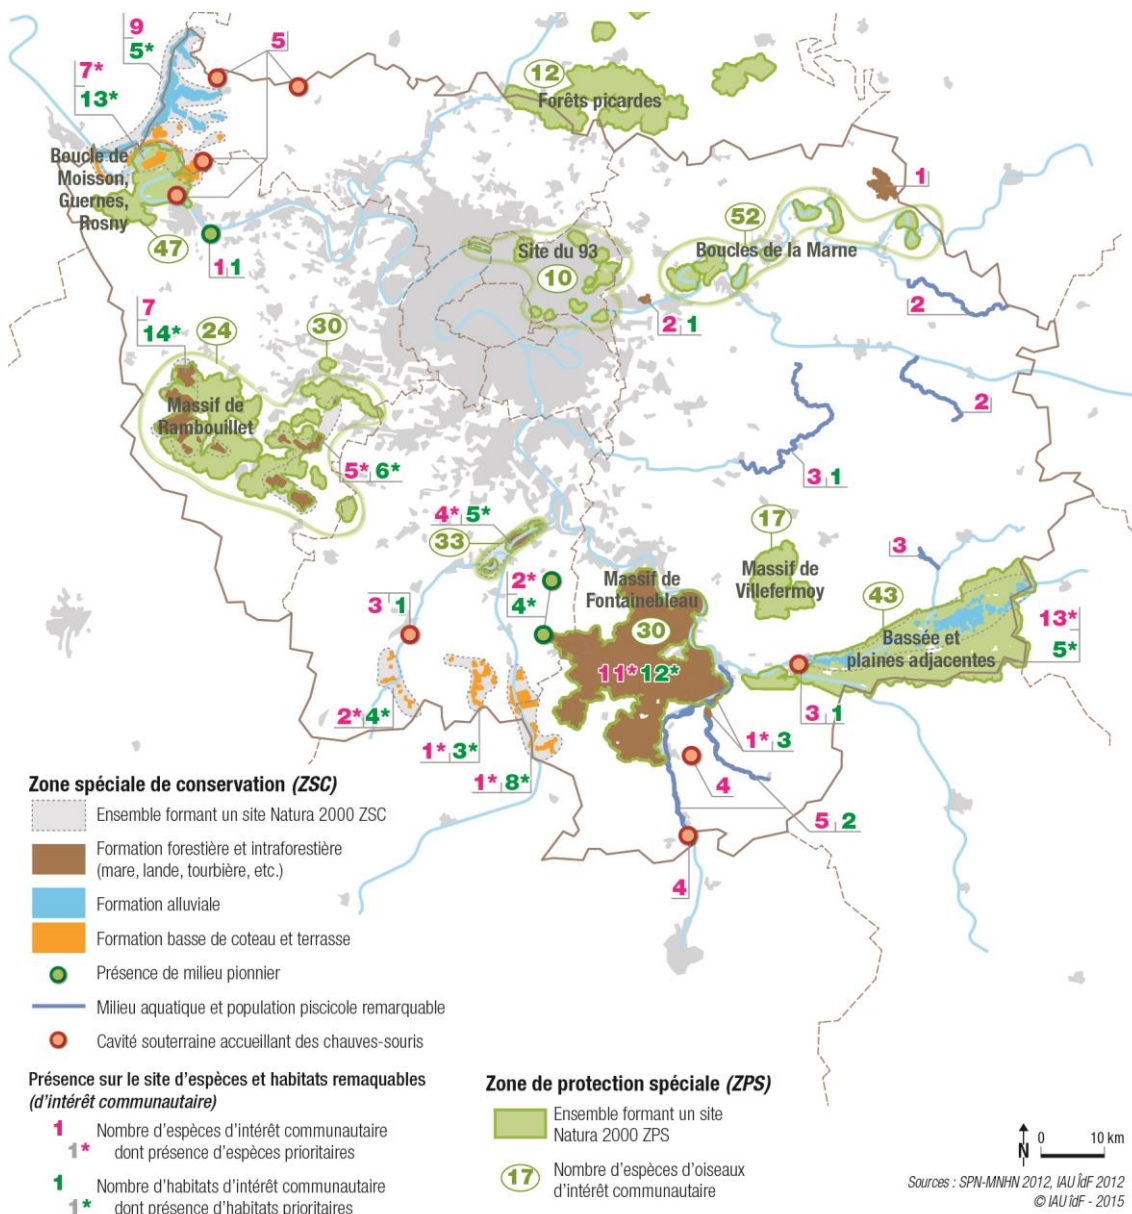 9
5*
5
7*
13*
12
Forêts picardes
Boucle de
Moisson,
Guernes,
Rosny
47
1 1
1
52
Boucles de la Marne
Site du 93
10
2 1
2
2
7
14*
24
30
Massif de
Rambouillet
5* 6*
3 1
4* 5*
33
17
Massif de
Villefermoy
3
2*
4*
Massif de
Fontainebleau
30
11* 12*
43
Bassée et
plaines adjacentes
13*
5*
3 1
3 1
2* 4*
1* 3*
1* 8*
1* 3
4
5 2
4
Zone spéciale de conservation (ZSC)
Ensemble formant un site Natura 2000 ZSC
Formation forestière et intraforestière
(mare, lande, tourbière, etc.)
Formation alluviale
Formation basse de coteau et terrasse
Présence de milieu pionnier
Milieu aquatique et population piscicole remarquable
Cavité souterraine accueillant des chauves-souris
Présence sur le site d'espèces et habitats remaquables
(d'intérêt communautaire)
1 Nombre d'espèces d'intérêt communautaire
1* dont présence d'espèces prioritaires
1 Nombre d'habitats d'intérêt communautaire
1* dont présence d'habitats prioritaires
Zone de protection spéciale (ZPS)
Ensemble formant un site
Natura 2000 ZPS
17 Nombre d'espèces d'oiseaux
d'intérêt communautaire
N 0 10 km
Sources : SPN-MNHN 2012, IAU ÎdF 2012
© IAU îdF - 2015